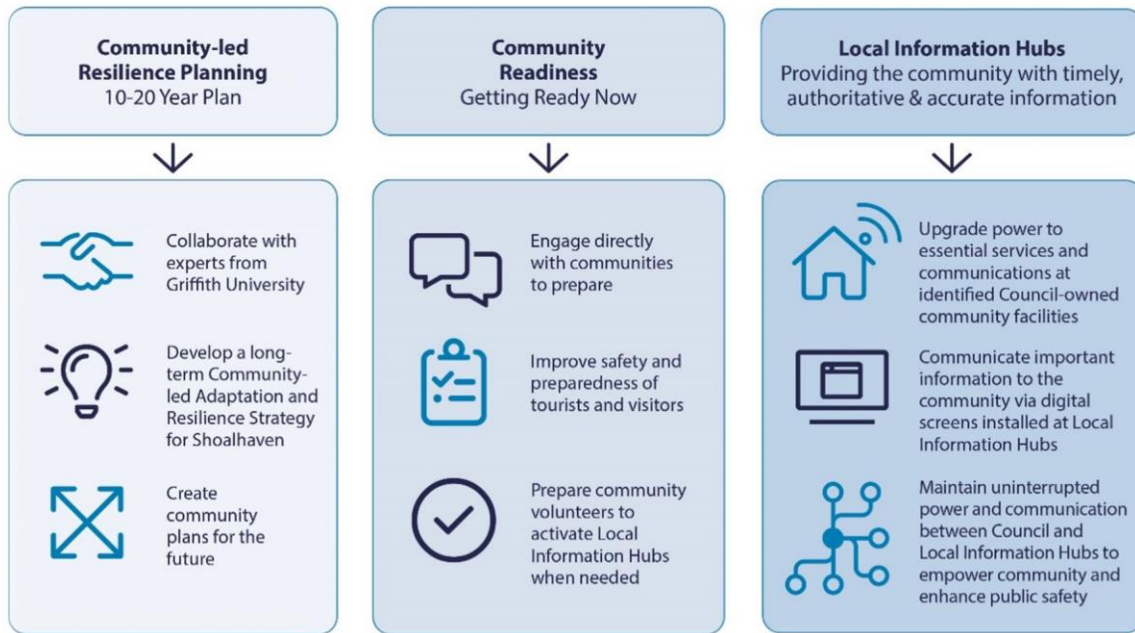 Community-led
Resilience Planning
10-20 Year Plan
Collaborate with
experts from
Griffith University
Develop a long-
term Community-
led Adaptation and
Resilience Strategy
for Shoalhaven
Create
community
plans for the
future
Community
Readiness
Getting Ready Now
Engage directly
with communities
to prepare
Improve safety and
preparedness of
tourists and visitors
Prepare community
volunteers to
activate Local
Information Hubs
when needed
Local Information Hubs
Providing the community with timely,
authoritative & accurate information
Upgrade power to
essential services and
communications at
identified Council-owned
community facilities
Communicate important
information to the
community via digital
screens installed at Local
Information Hubs
Maintain uninterrupted
power and communication
between Council and
Local Information Hubs to
empower community and
enhance public safety